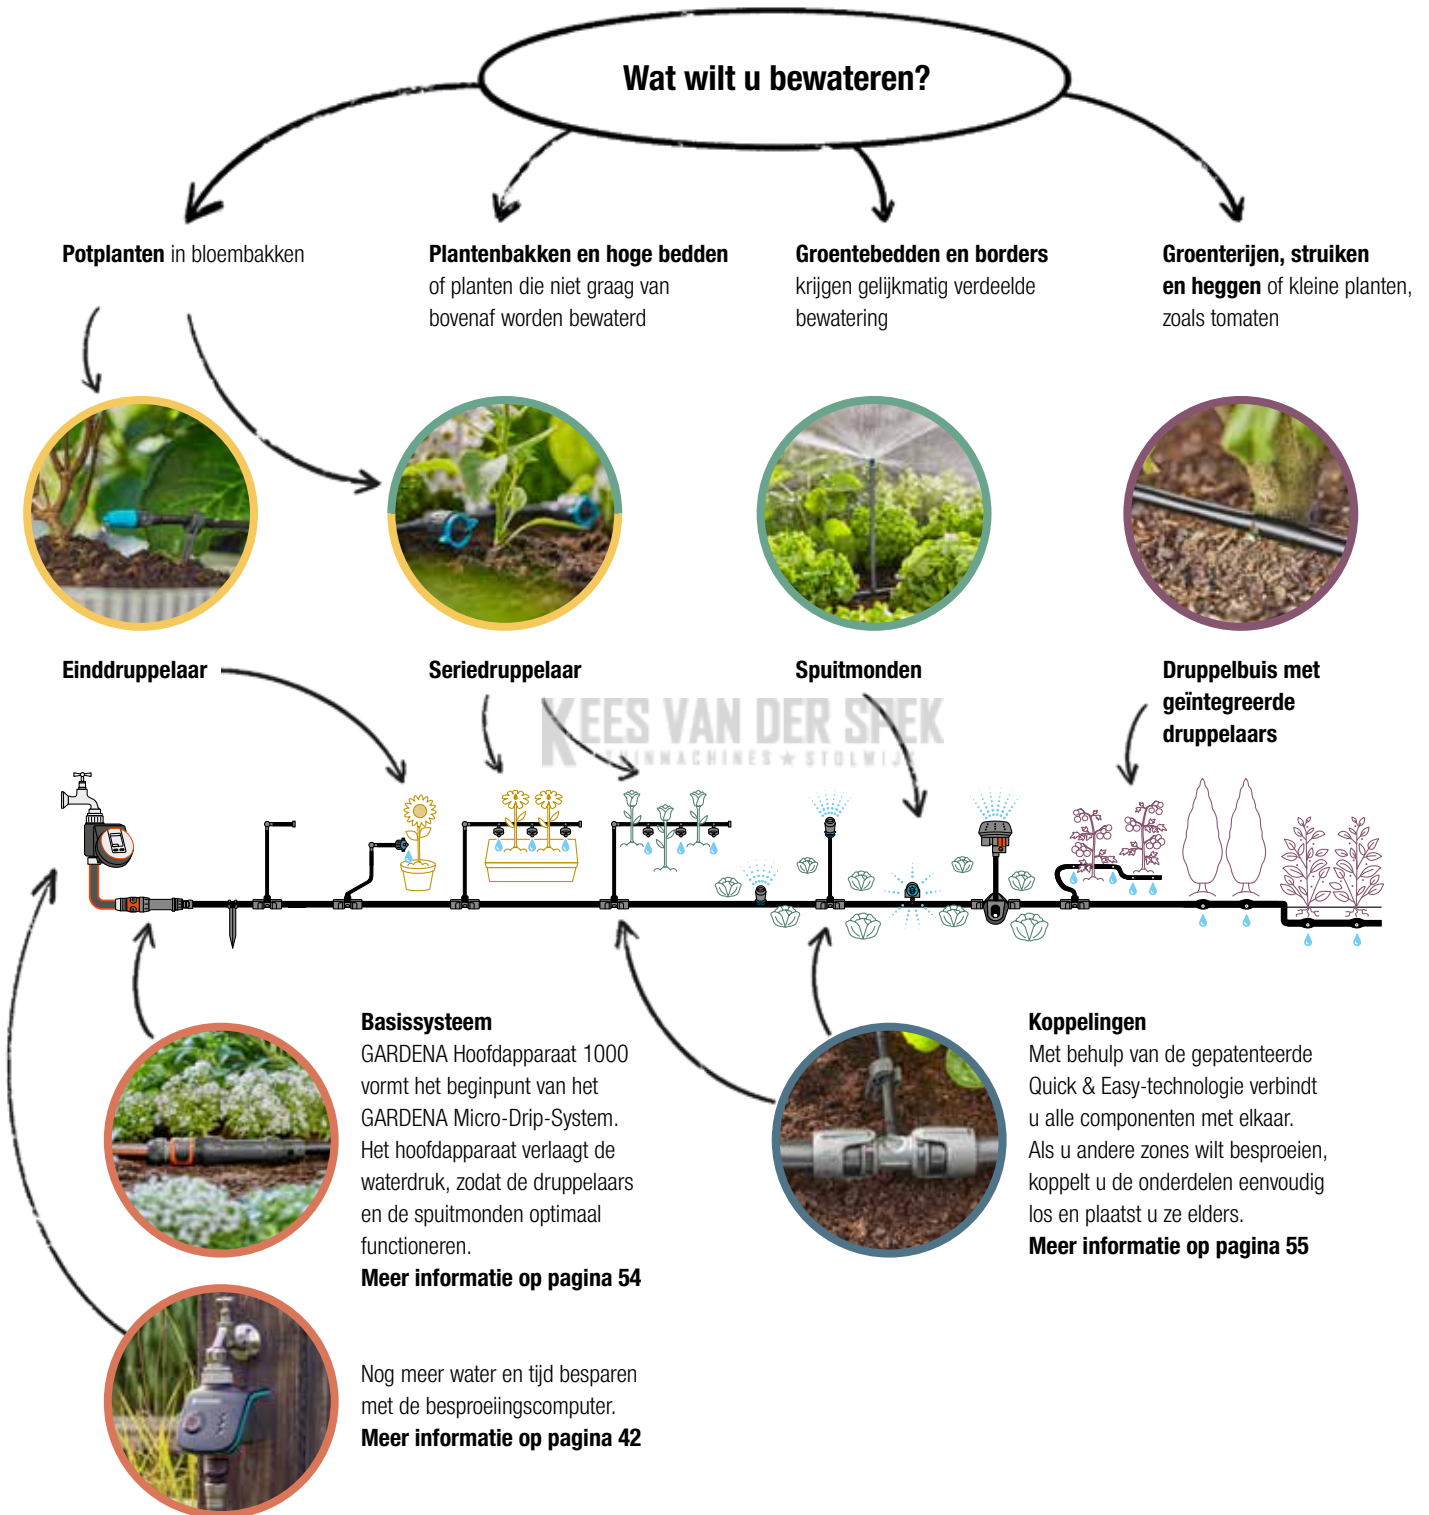 Wat wilt u bewateren?
Potplanten in bloembakken
Plantenbakken en hoge bedden
of planten die niet graag van
bovenaf worden bewaterd
Groentebedden en borders
krijgen gelijkmatig verdeelde
bewatering
Groenterijen, struiken
en heggen of kleine planten,
zoals tomaten
Einddruppelaar
Seriedruppelaar
Spuitmonden
Druppelbuis met
geïntegreerde
druppelaars
KEES VAN DER SPEK
TUINMACHINES ★ STOLWIJK
Basissysteem
GARDENA Hoofdapparaat 1000
vormt het beginpunt van het
GARDENA Micro-Drip-System.
Het hoofdapparaat verlaagt de
waterdruk, zodat de druppelaars
en de spuitmonden optimaal
functioneren.
Meer informatie op pagina 54
Koppelingen
Met behulp van de gepatenteerde
Quick & Easy-technologie verbindt
u alle componenten met elkaar.
Als u andere zones wilt besproeien,
koppelt u de onderdelen eenvoudig
los en plaatst u ze elders.
Meer informatie op pagina 55
Nog meer water en tijd besparen
met de besproeiingscomputer.
Meer informatie op pagina 42